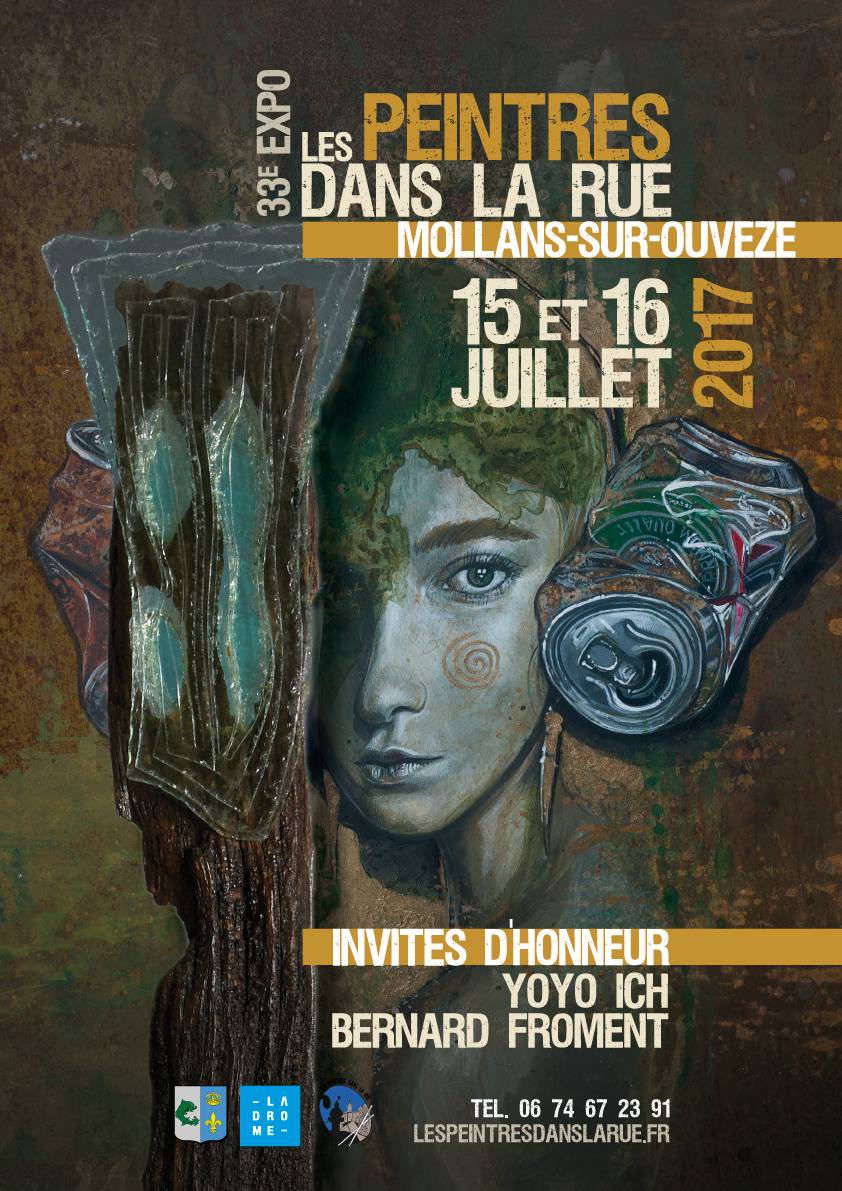 33E EXPO
LES PEINTRES
DANS LA RUE
MOLLANS-SUR-OUVEZE
15 ET 16
JUILLET
2017
INVITES D'HONNEUR
YOYO ICH
BERNARD FROMENT
-LA
DRO
ME-
TEL. 06 74 67 23 91
LESPEINTRESDANSLARUE.FR